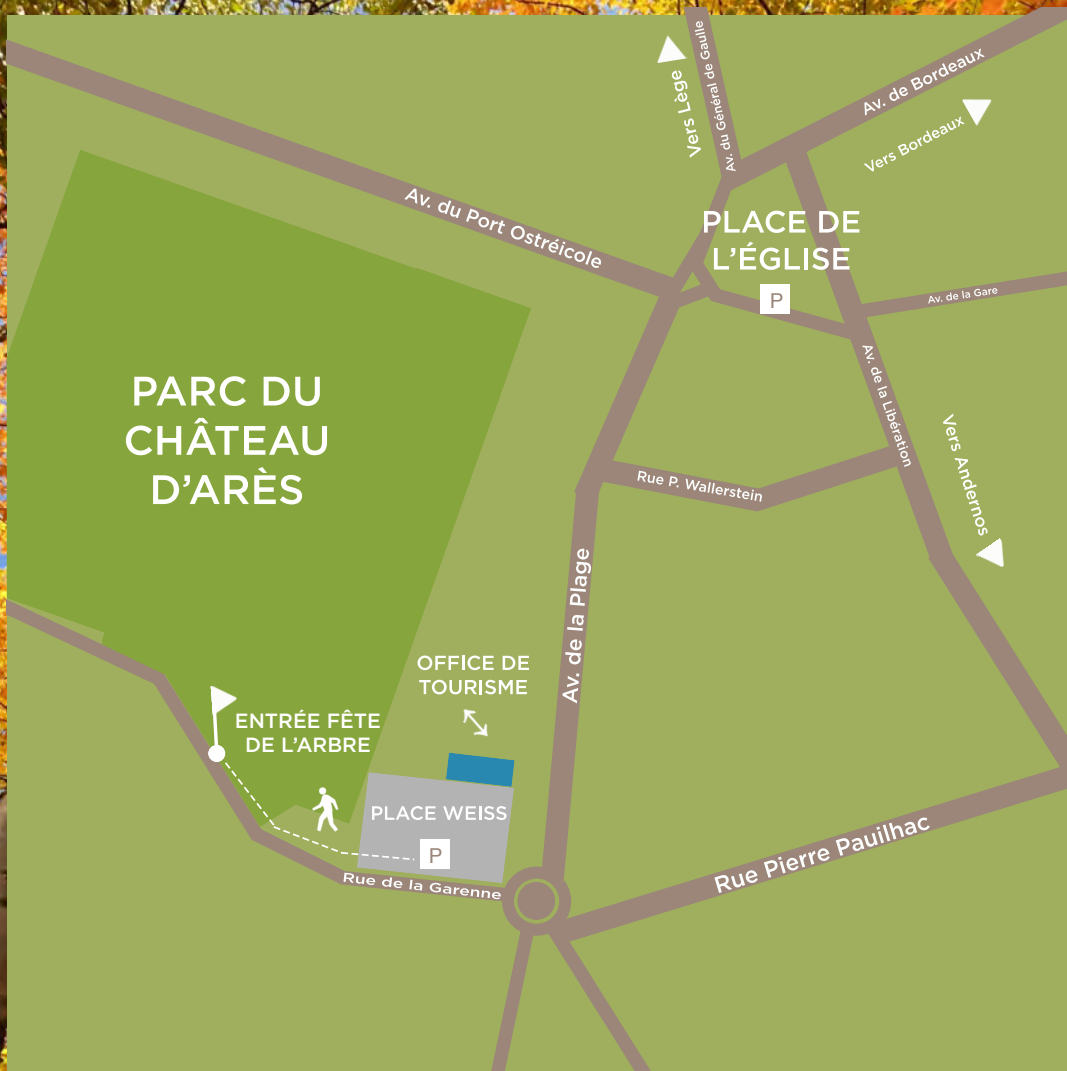 Av. du Général de Gaulle
Vers Lège
Av. de Bordeaux
Vers Bordeaux
Av. du Port Ostréicole
PLACE DE
L'ÉGLISE
P
Av. de la Gare
Av. de la Libération
PARC DU
CHÂTEAU
D'ARÈS
Vers Andernos
Rue P. Wallerstein
Av. de la Plage
OFFICE DE
TOURISME
ENTRÉE FÊTE
DE L'ARBRE
PLACE WEISS
P
Rue de la Garenne
Rue Pierre Pauilhac